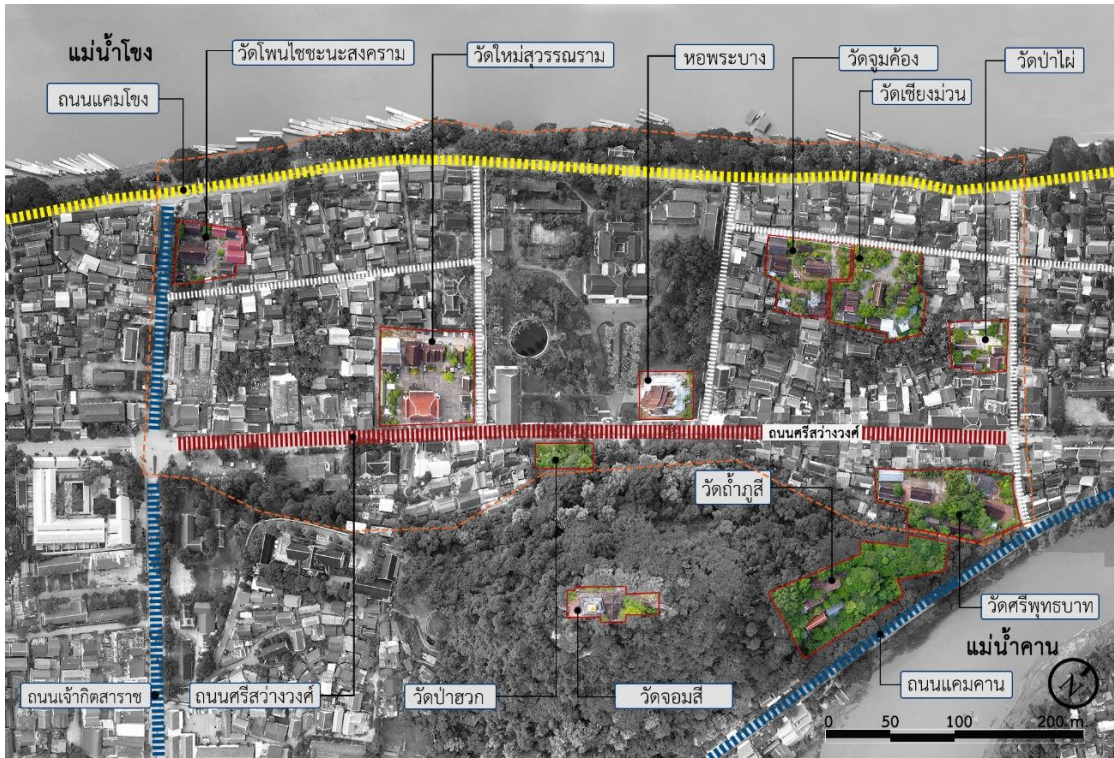 แม่น้ำโขง
วัดโพนไชชะนะสงคราม
วัดใหม่สุวรรณราม
หอพระบาง
วัดจูมค้อง
วัดป่าไผ่
ถนนแคมโขง
วัดเชียงม่วน
ถนนศรีสว่างวงศ์
วัดถ้ำภูสี
วัดศรีพุทธบาท
แม่น้ำคาน
ถนนเจ้ากิตสาราช
ถนนศรีสว่างวงศ์
วัดป่าฮวก
วัดจอมสี
ถนนแคมคาน
N
0 50 100 200 m.